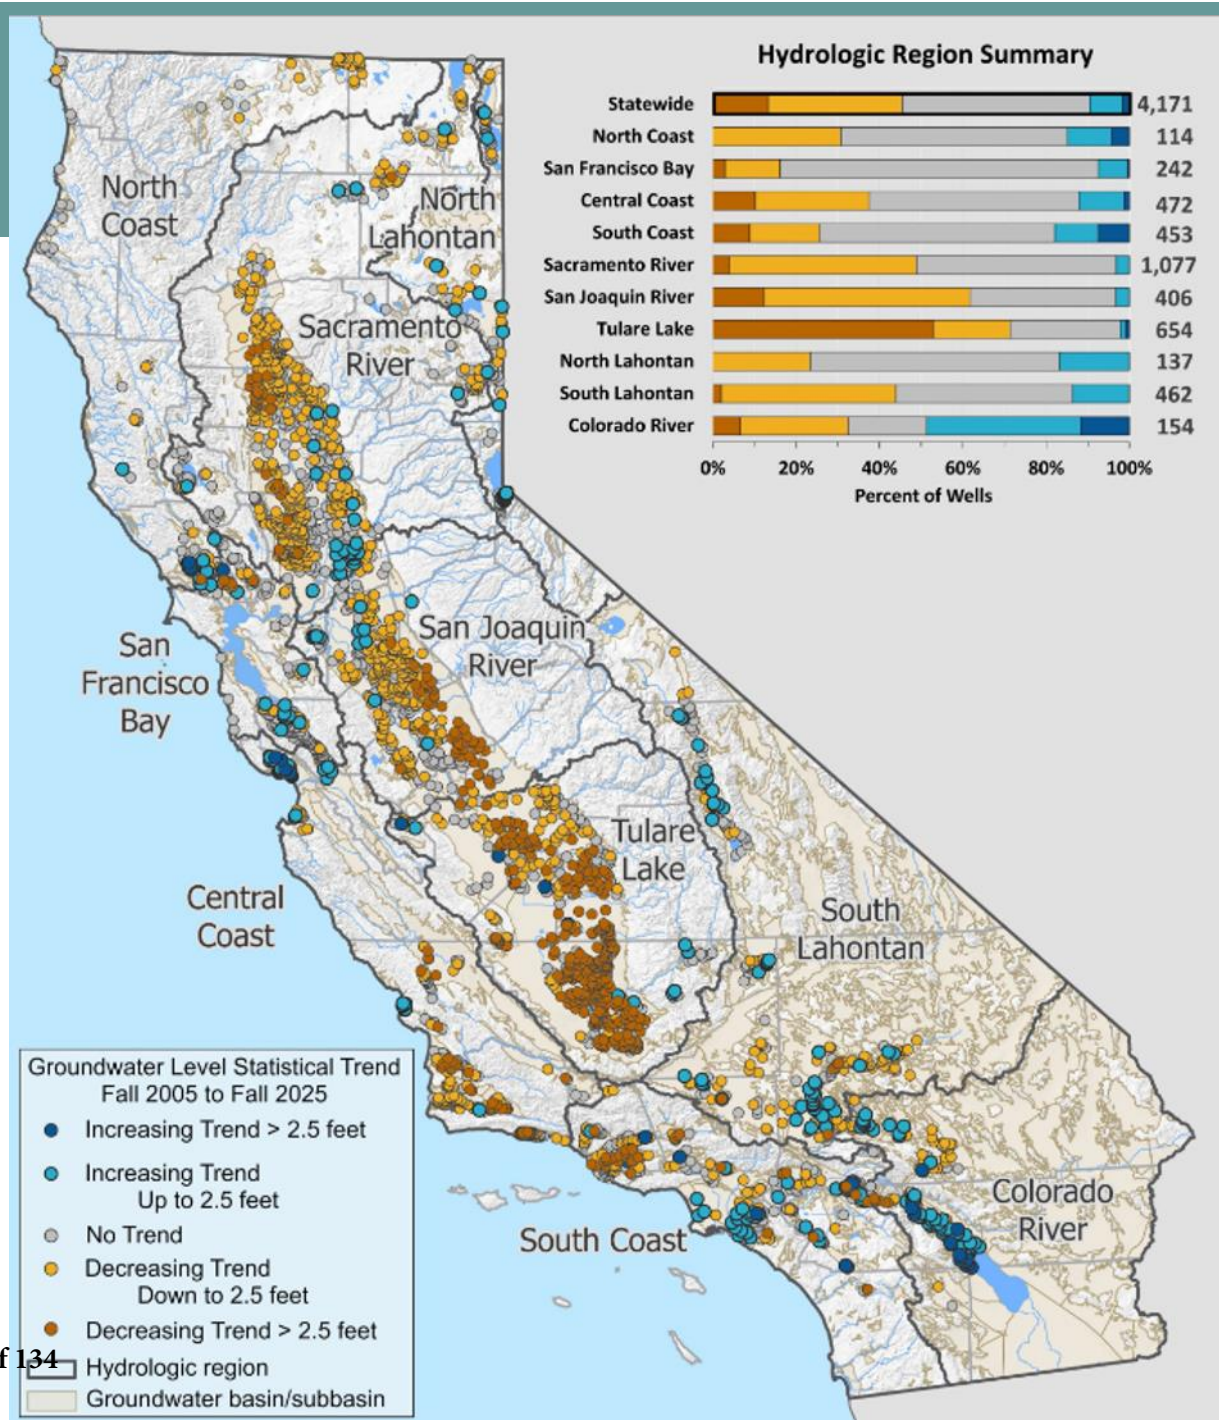 Hydrologic Region Summary
Statewide 4,171
North Coast 114
San Francisco Bay 242
Central Coast 472
South Coast 453
Sacramento River 1,077
San Joaquin River 406
Tulare Lake 654
North Lahontan 137
South Lahontan 462
Colorado River 154
0% 20% 40% 60% 80% 100%
Percent of Wells
North
Coast
North
Lahontan
Sacramento
River
San Joaquin
River
San
Francisco
Bay
Tulare
Lake
Central
Coast
South
Lahontan
Colorado
River
South Coast
Groundwater Level Statistical Trend
Fall 2005 to Fall 2025
Increasing Trend > 2.5 feet
Increasing Trend
Up to 2.5 feet
No Trend
Decreasing Trend
Down to 2.5 feet
Decreasing Trend > 2.5 feet
Hydrologic region
Groundwater basin/subbasin
f 134